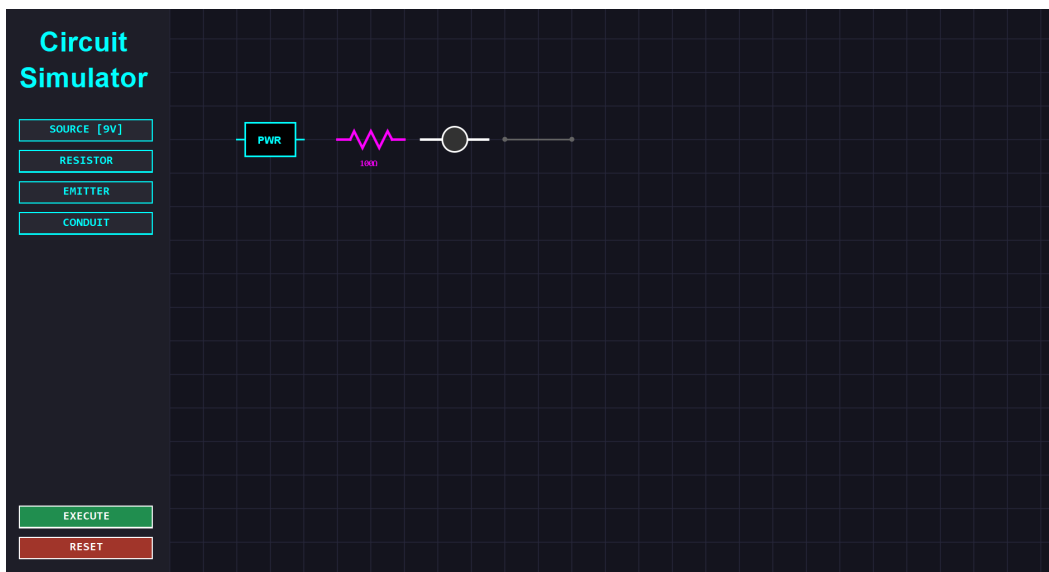 Circuit
Simulator
SOURCE [9V]
RESISTOR
EMITTER
CONDUIT
PWR
100Ω
EXECUTE
RESET